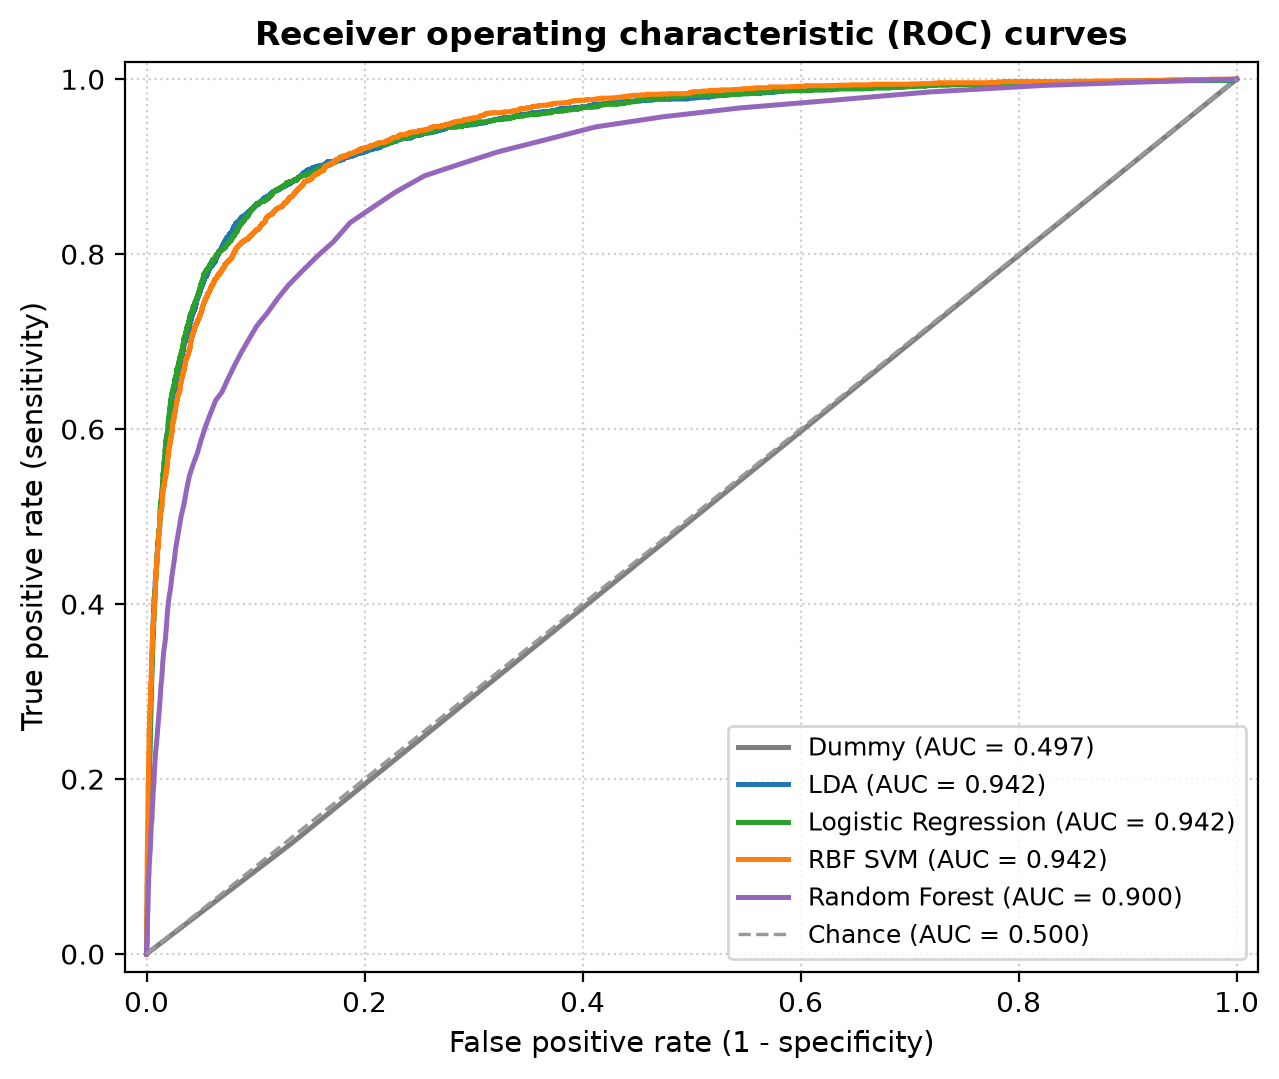 Receiver operating characteristic (ROC) curves
1.0
0.8
0.6
0.4
0.2
0.0
True positive rate (sensitivity)
Dummy (AUC = 0.497)
LDA (AUC = 0.942)
Logistic Regression (AUC = 0.942)
RBF SVM (AUC = 0.942)
Random Forest (AUC = 0.900)
Chance (AUC = 0.500)
0.0 0.2 0.4 0.6 0.8 1.0
False positive rate (1 - specificity)